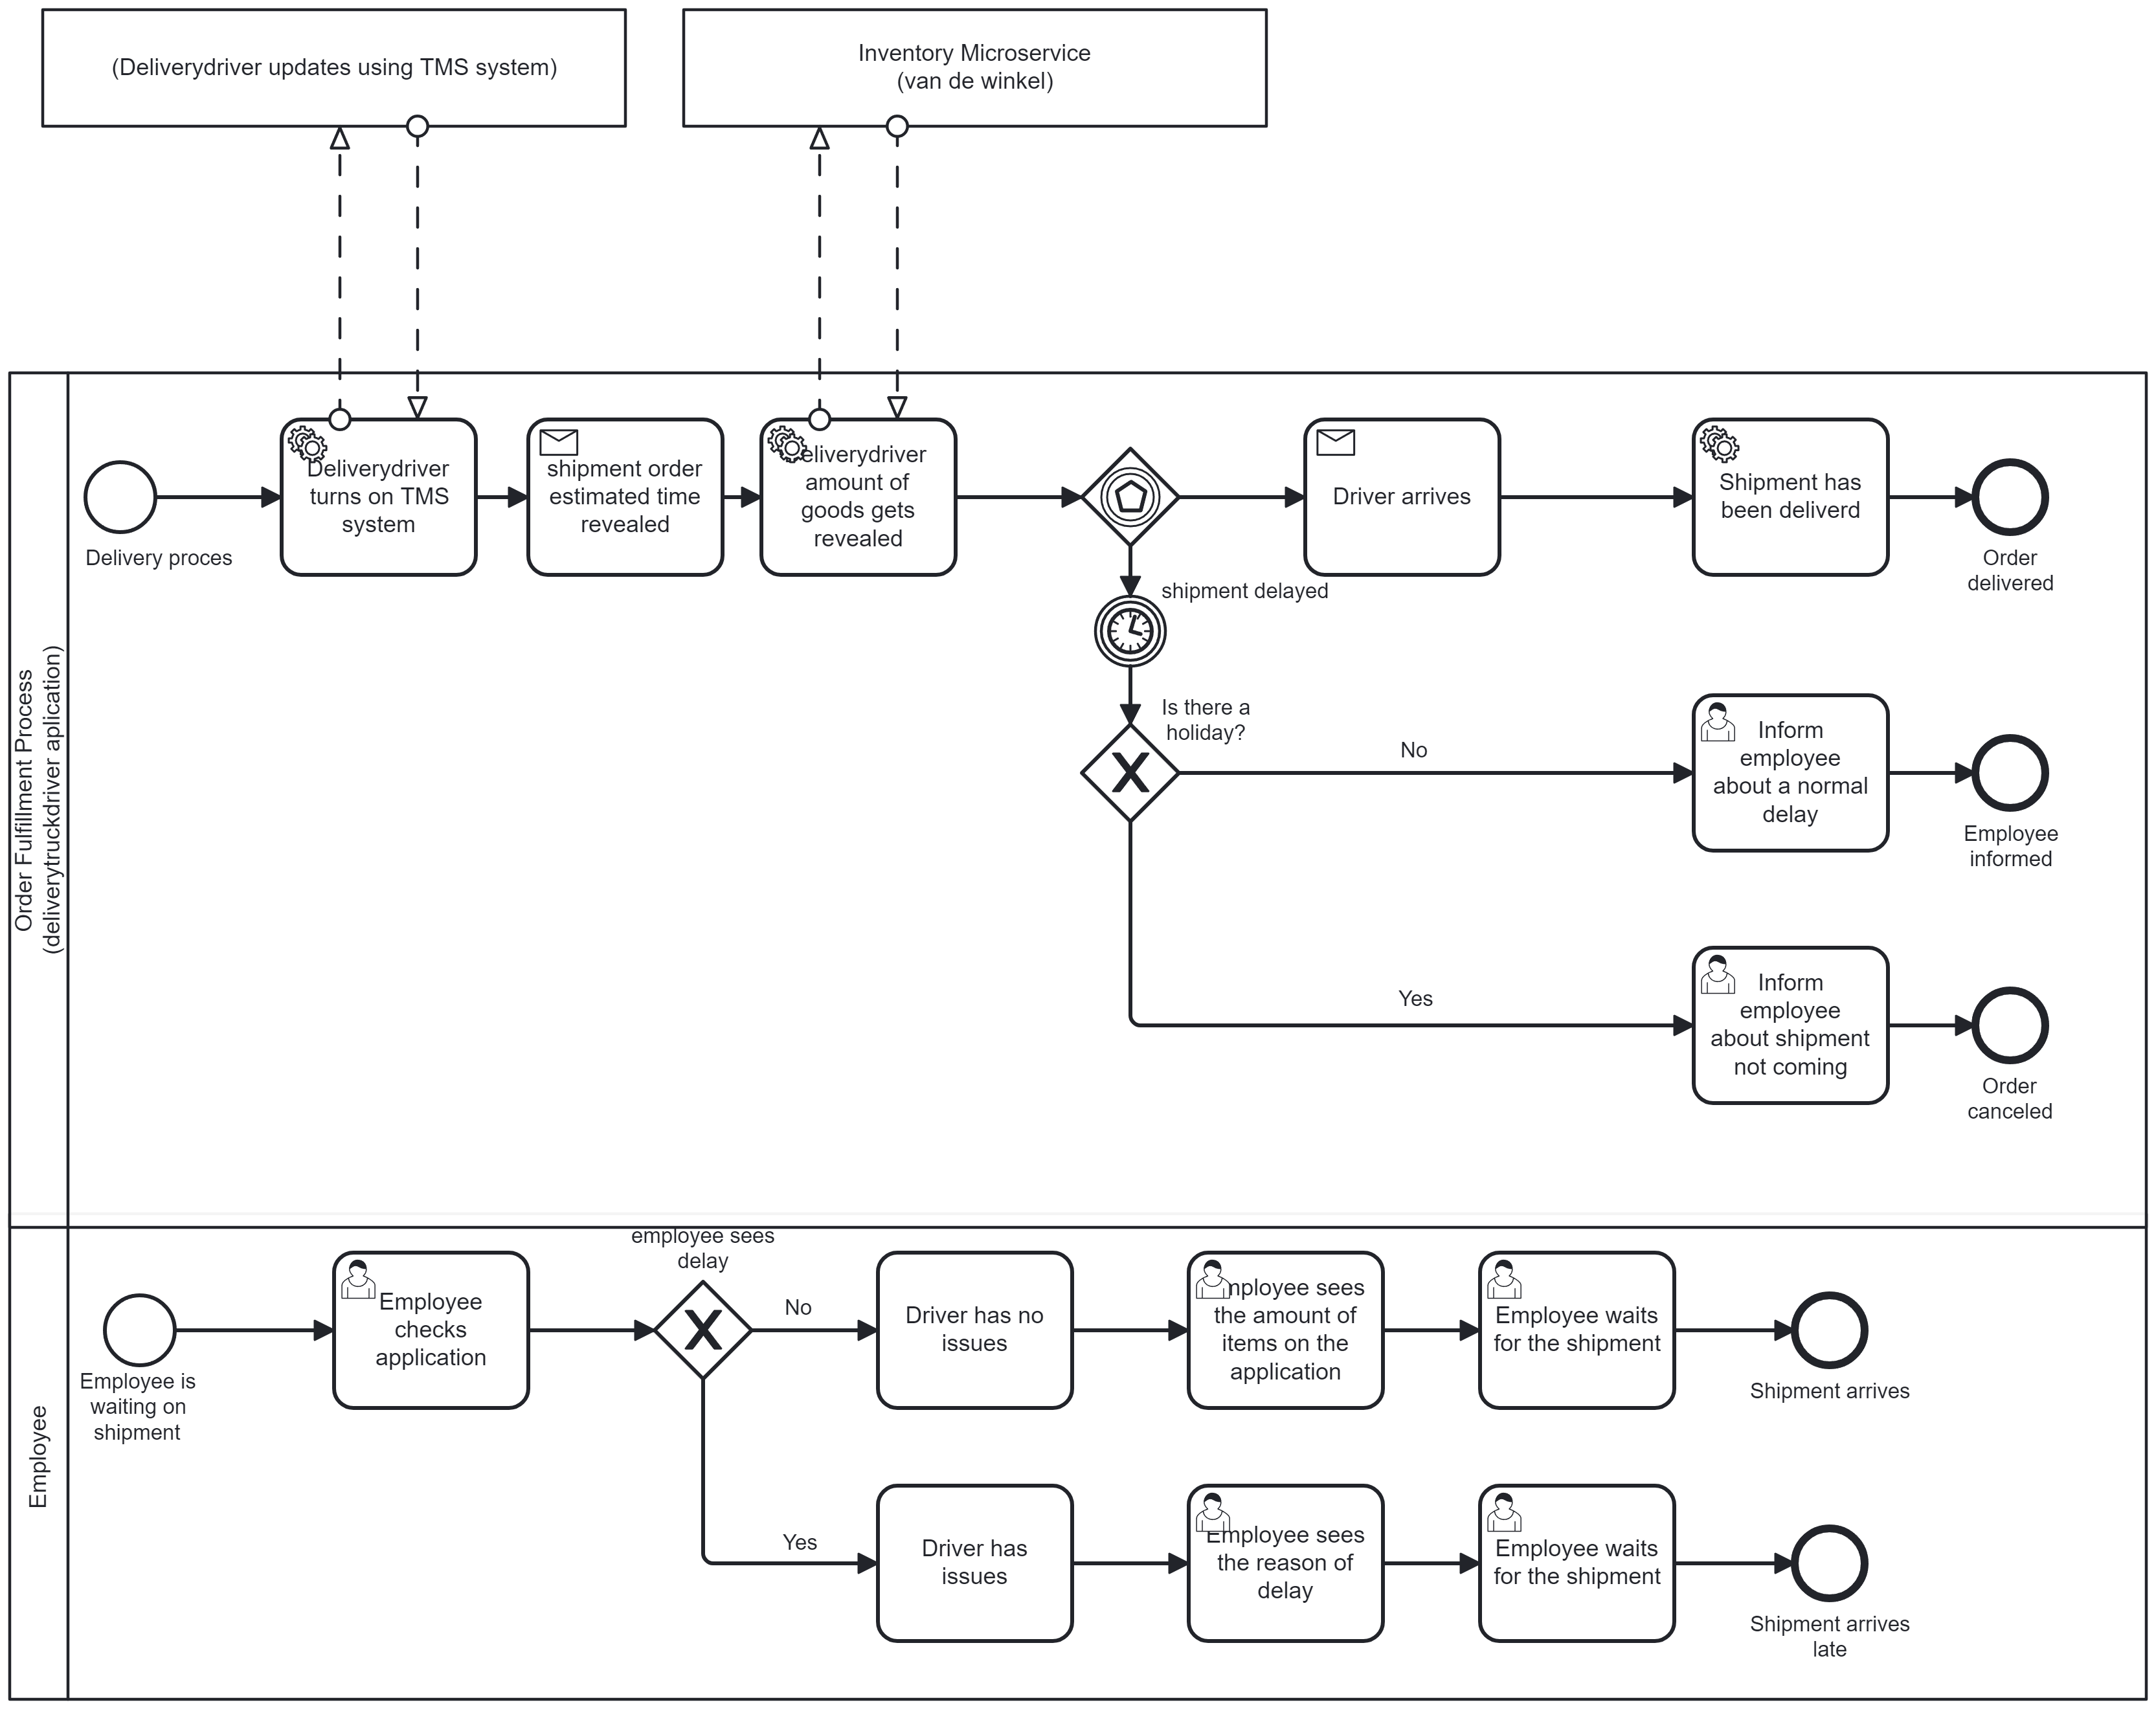 (Deliverydriver updates using TMS system)
Inventory Microservice
(van de winkel)
Order Fulfillment Process
(deliverytruckdriver aplication)
Delivery proces
Deliverydriver
turns on TMS
system
shipment order
estimated time
revealed
eliverydriver
amount of
goods gets
revealed
Driver arrives
Shipment has
been deliverd
Order
delivered
shipment delayed
Is there a
holiday?
No
Inform
employee
about a normal
delay
Employee
informed
Yes
Inform
employee
about shipment
not coming
Order
canceled
Employee
Employee is
waiting on
shipment
Employee
checks
application
employee sees
delay
No
Driver has no
issues
Employee sees
the amount of
items on the
application
Employee waits
for the shipment
Shipment arrives
Yes
Driver has
issues
Employee sees
the reason of
delay
Employee waits
for the shipment
Shipment arrives
late